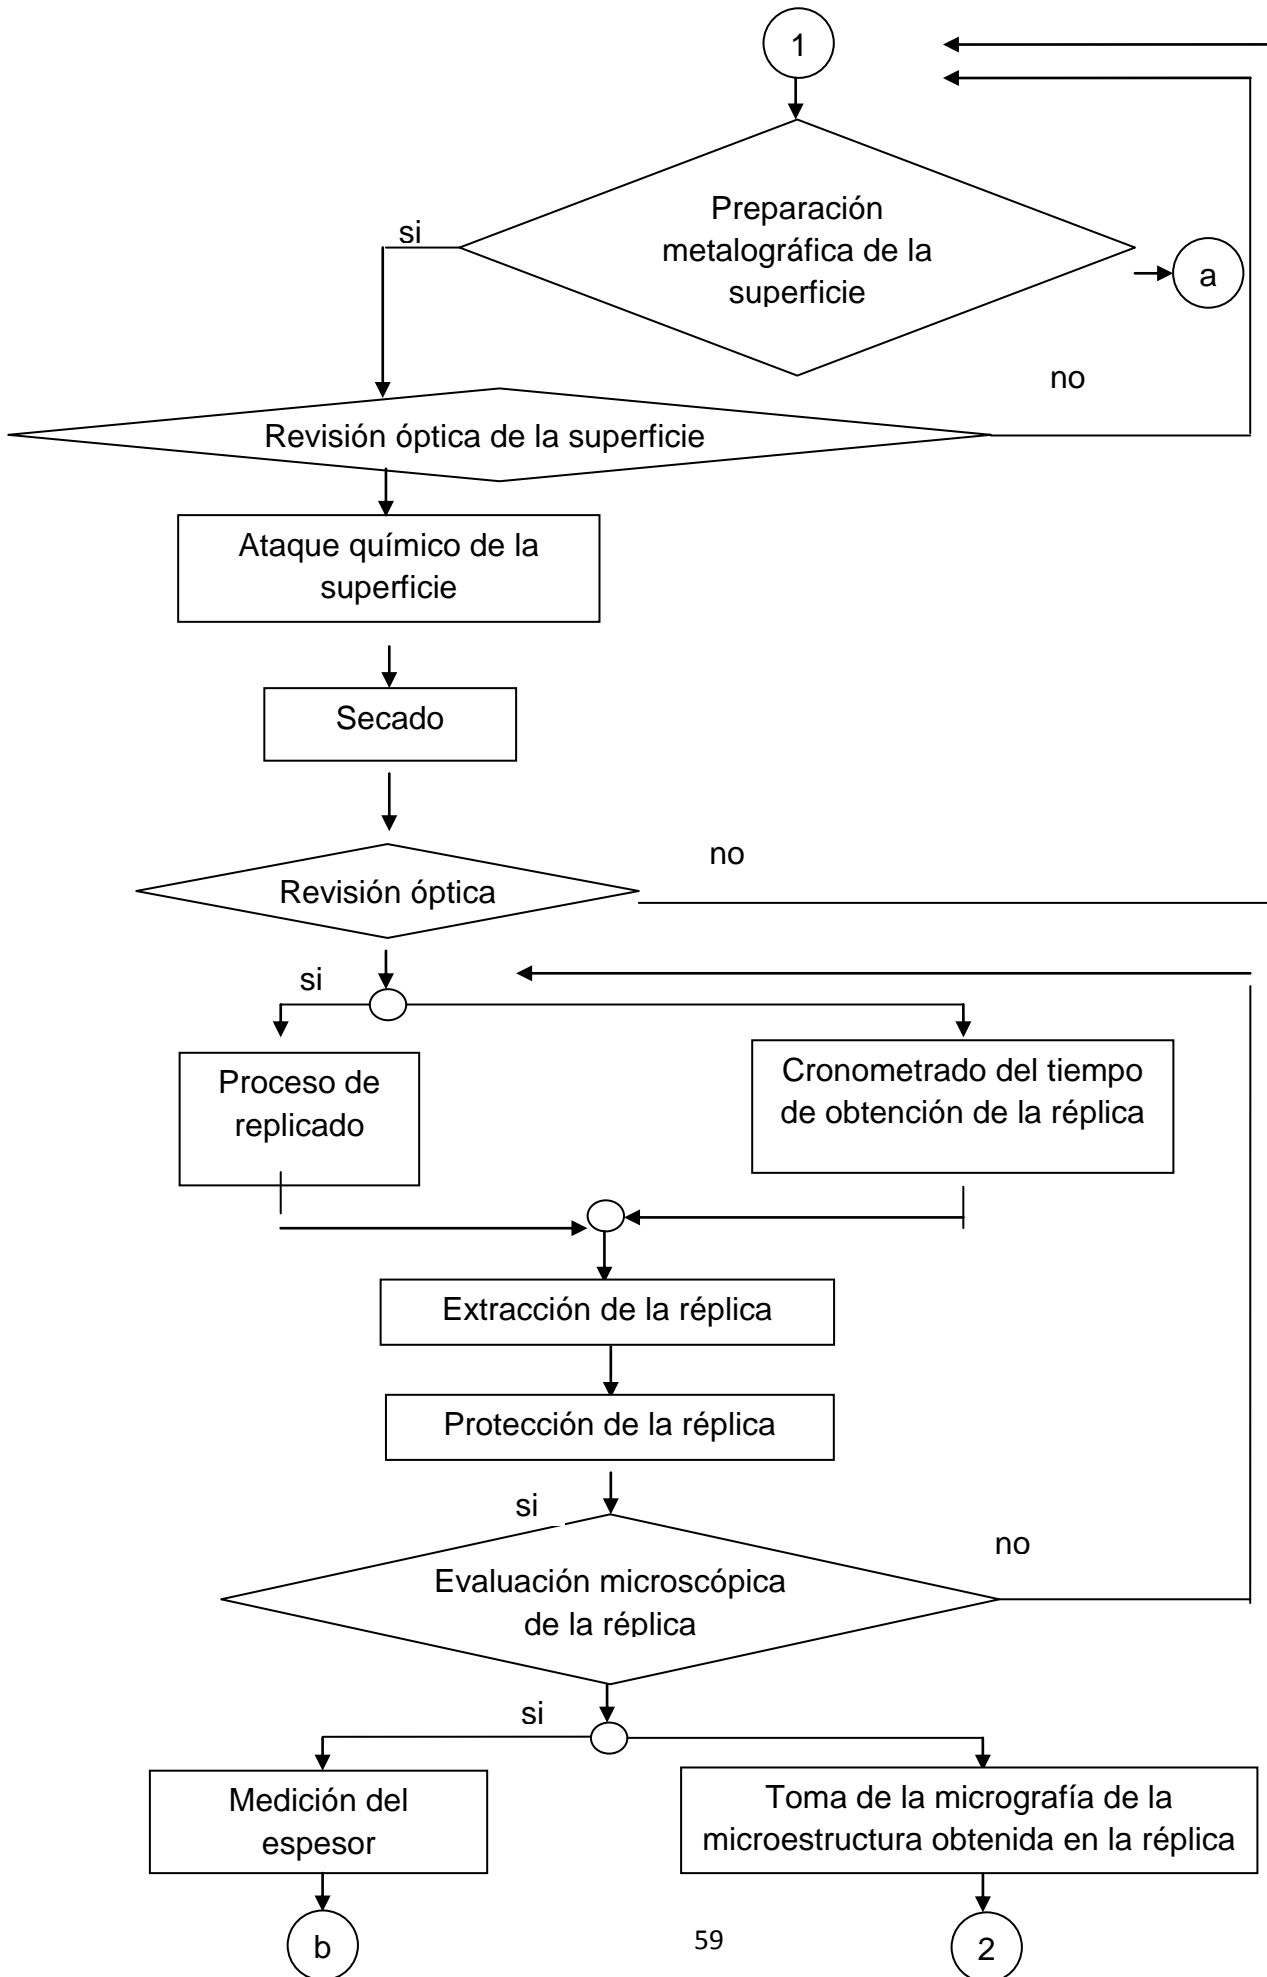 1
Preparación
metalográfica de la
superficie
si
a
no
Revisión óptica de la superficie
Ataque químico de la
superficie
Secado
no
Revisión óptica
si
Proceso de
replicado
Cronometrado del tiempo
de obtención de la réplica
Extracción de la réplica
Protección de la réplica
si
no
Evaluación microscópica
de la réplica
si
Medición del
espesor
Toma de la micrografía de la
microestructura obtenida en la réplica
b
59
2